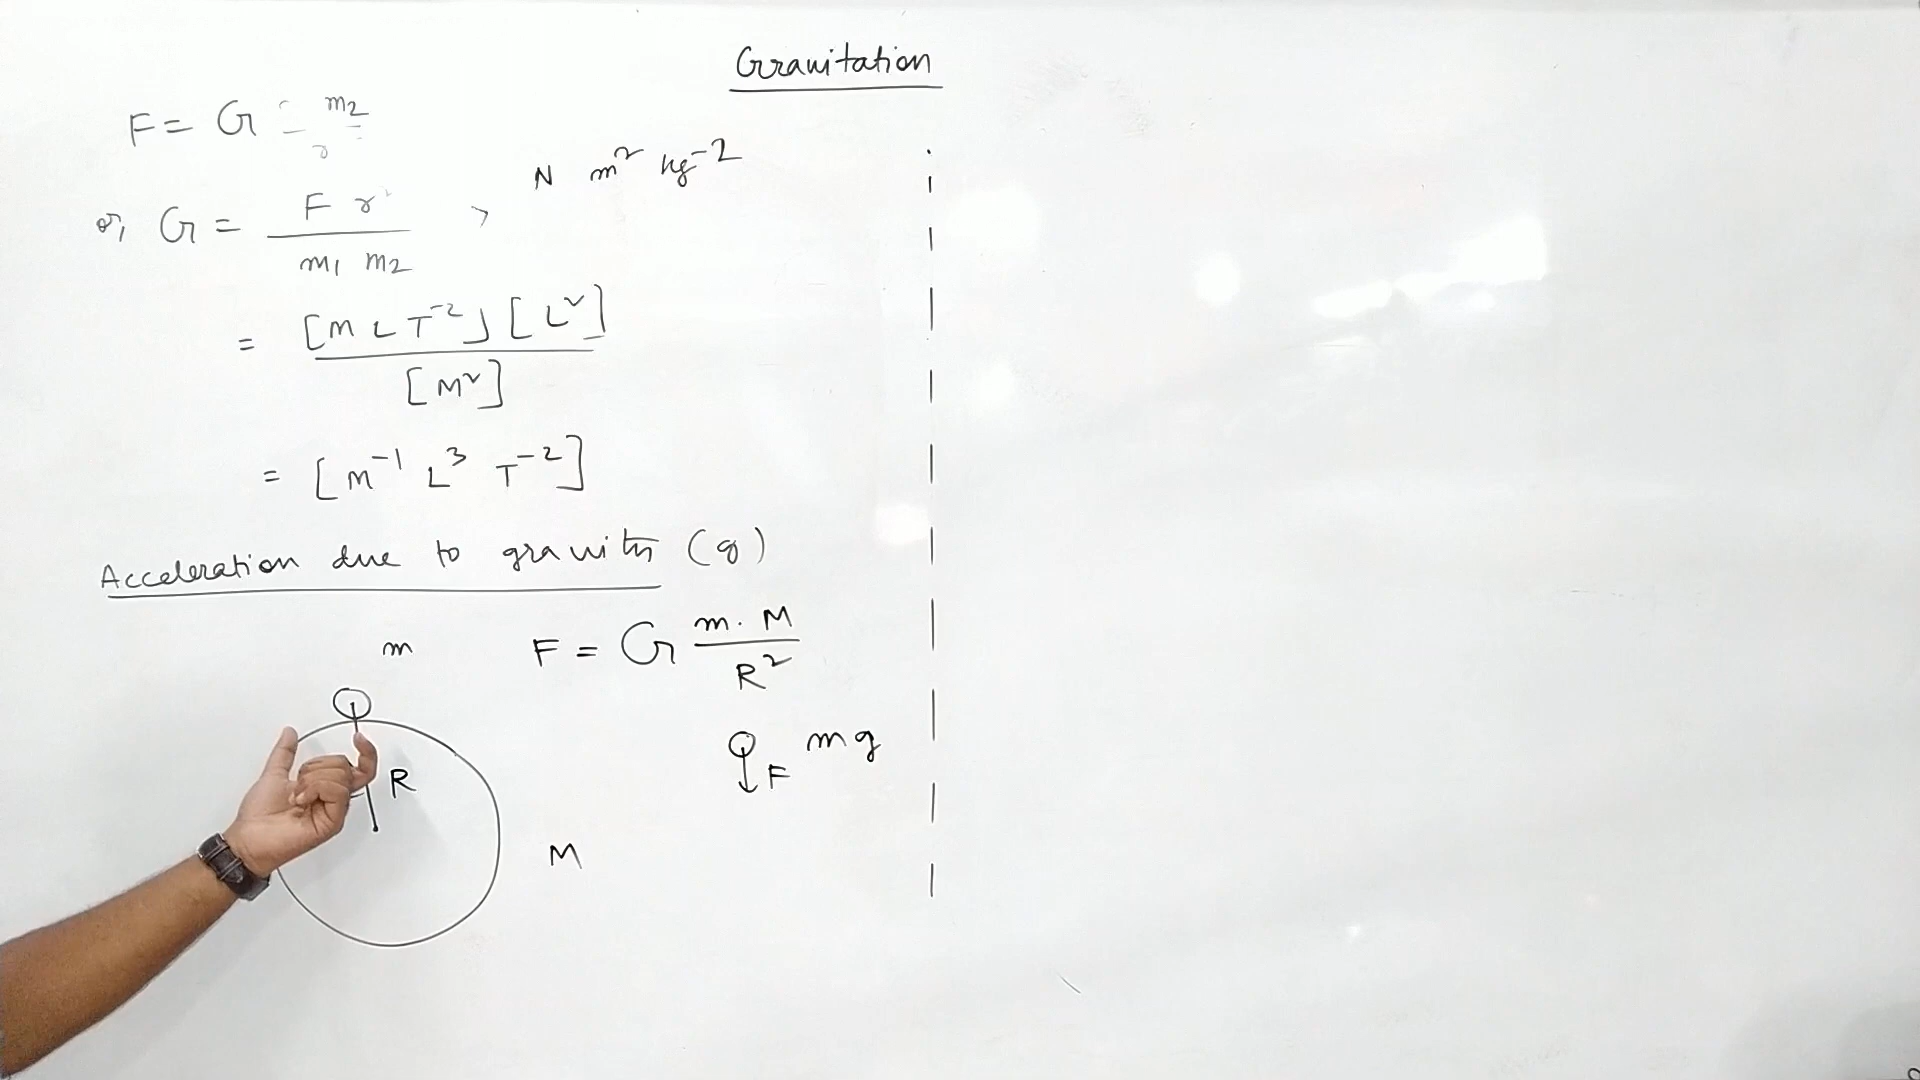 Gravitation
F = G m2 r
N m² kg⁻²
or, G = F r² / m1 m2
= [M L T⁻²] [L²] / [M²]
= [M⁻¹ L³ T⁻²]
Acceleration due to gravity (g)
m
F = G m. M / R²
R
F mg
M